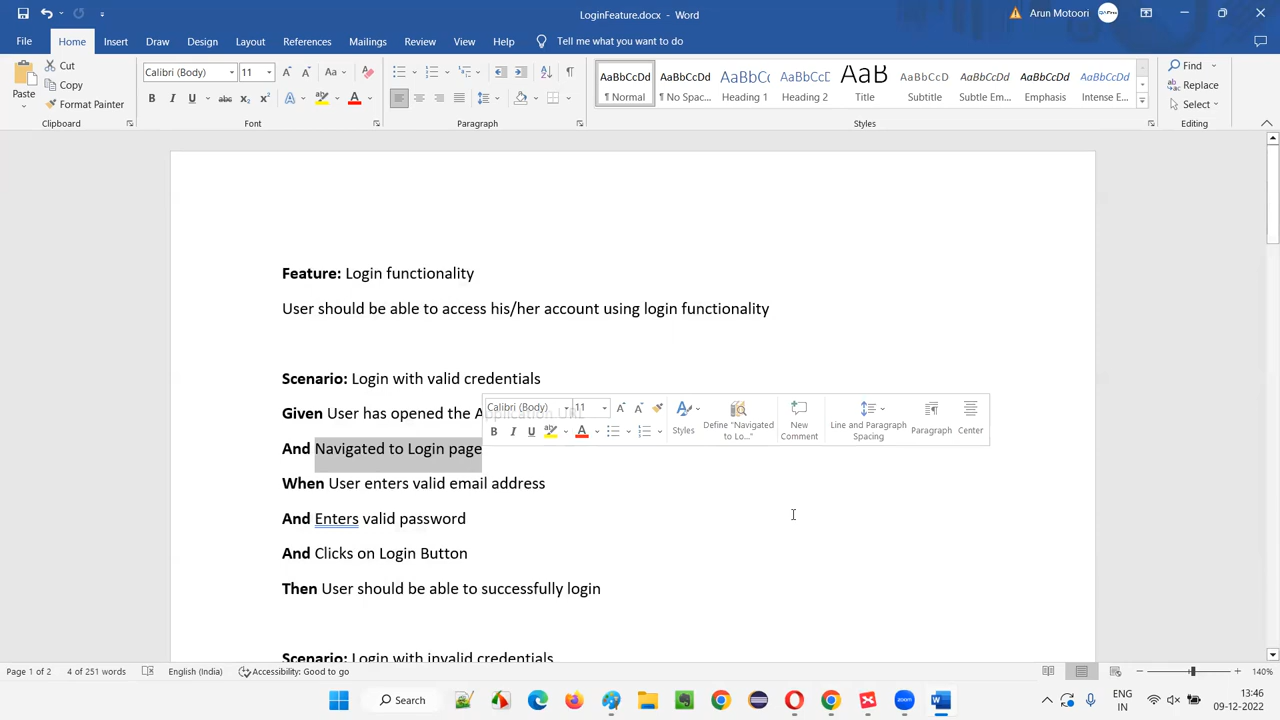 LoginFeature.docx - Word
Arun Motoori
File Home Insert Draw Design Layout References Mailings Review View Help Tell me what you want to do
Paste
Cut
Copy
Format Painter
Calibri (Body) 11
Aa
B I U abc x₂ x²
AaBbCcDd AaBbCcDd AaBbCc AaBbCcC AaB AaBbCcD AaBbCcDd AaBbCcDd AaBbCcDd
¶ Normal ¶ No Spac... Heading 1 Heading 2 Title Subtitle Subtle Em... Emphasis Intense E...
Find
Replace
Select
Clipboard Font Paragraph Styles Editing
Feature: Login functionality
User should be able to access his/her account using login functionality
Scenario: Login with valid credentials
Given User has opened the Application URL
Calibri (Body) 11
B I U
Styles
Define "Navigated to Lo...
New Comment
Line and Paragraph Spacing
Paragraph
Center
And Navigated to Login page
When User enters valid email address
And Enters valid password
And Clicks on Login Button
Then User should be able to successfully login
Scenario: Login with invalid credentials
Page 1 of 2 4 of 251 words English (India) Accessibility: Good to go 140%
Search
zoom
ENG
IN
13:46
09-12-2022